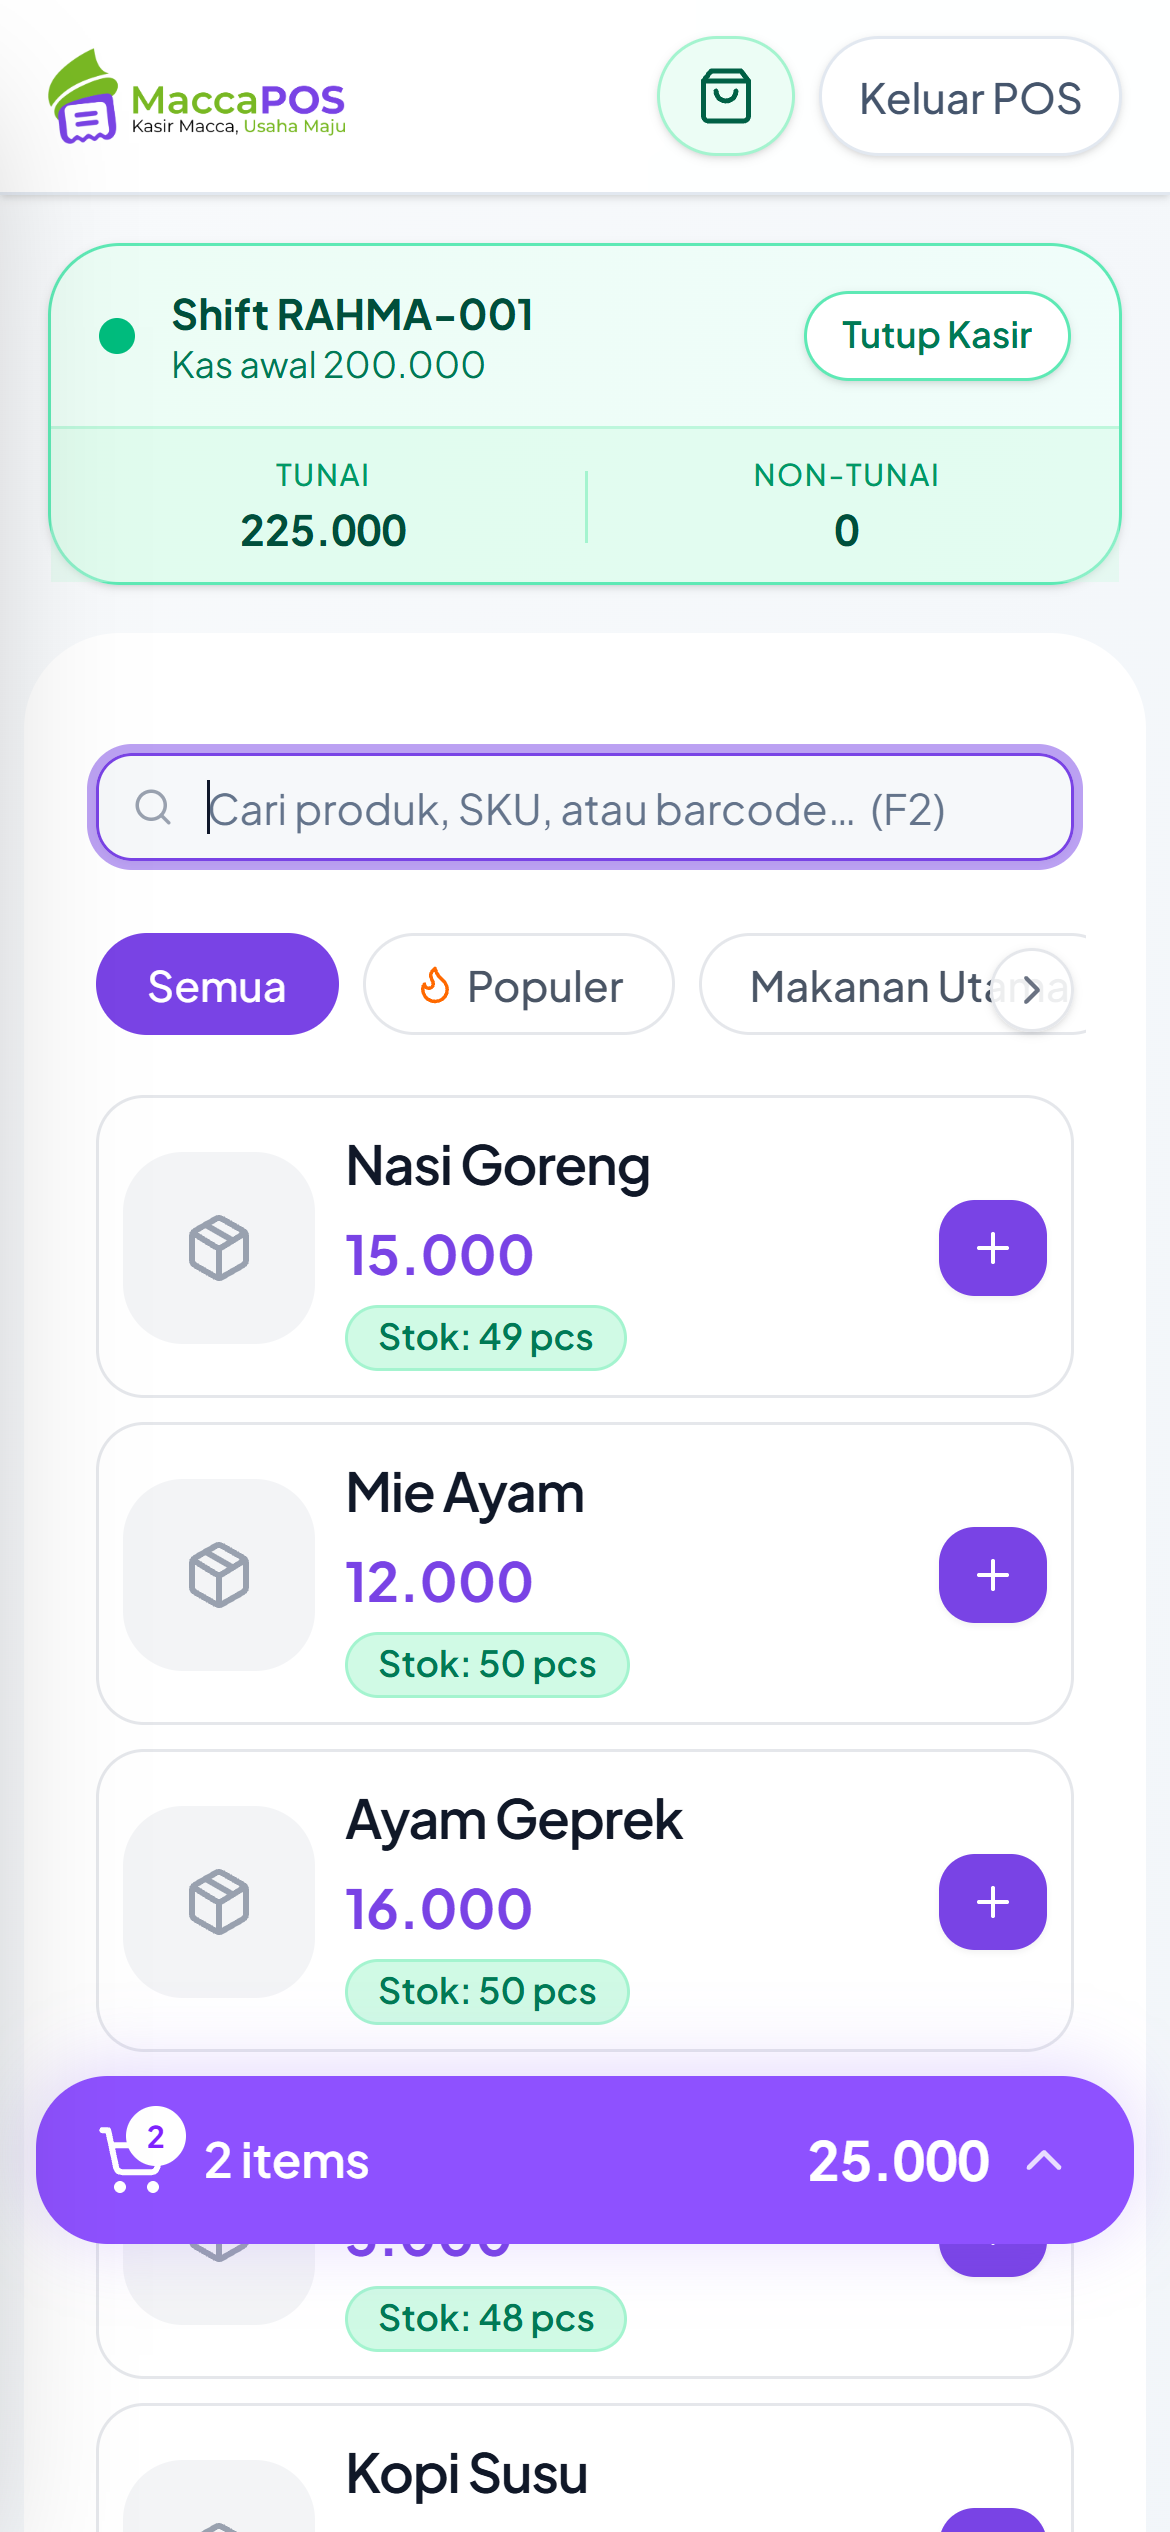 MaccaPOS
Kasir Macca, Usaha Maju
Keluar POS
Shift RAHMA-001
Kas awal 200.000
Tutup Kasir
TUNAI
225.000
NON-TUNAI
0
Cari produk, SKU, atau barcode... (F2)
Semua
Populer
Makanan Utama
Nasi Goreng
15.000
Stok: 49 pcs
Mie Ayam
12.000
Stok: 50 pcs
Ayam Geprek
16.000
Stok: 50 pcs
2
2 items
25.000
Stok: 48 pcs
Kopi Susu